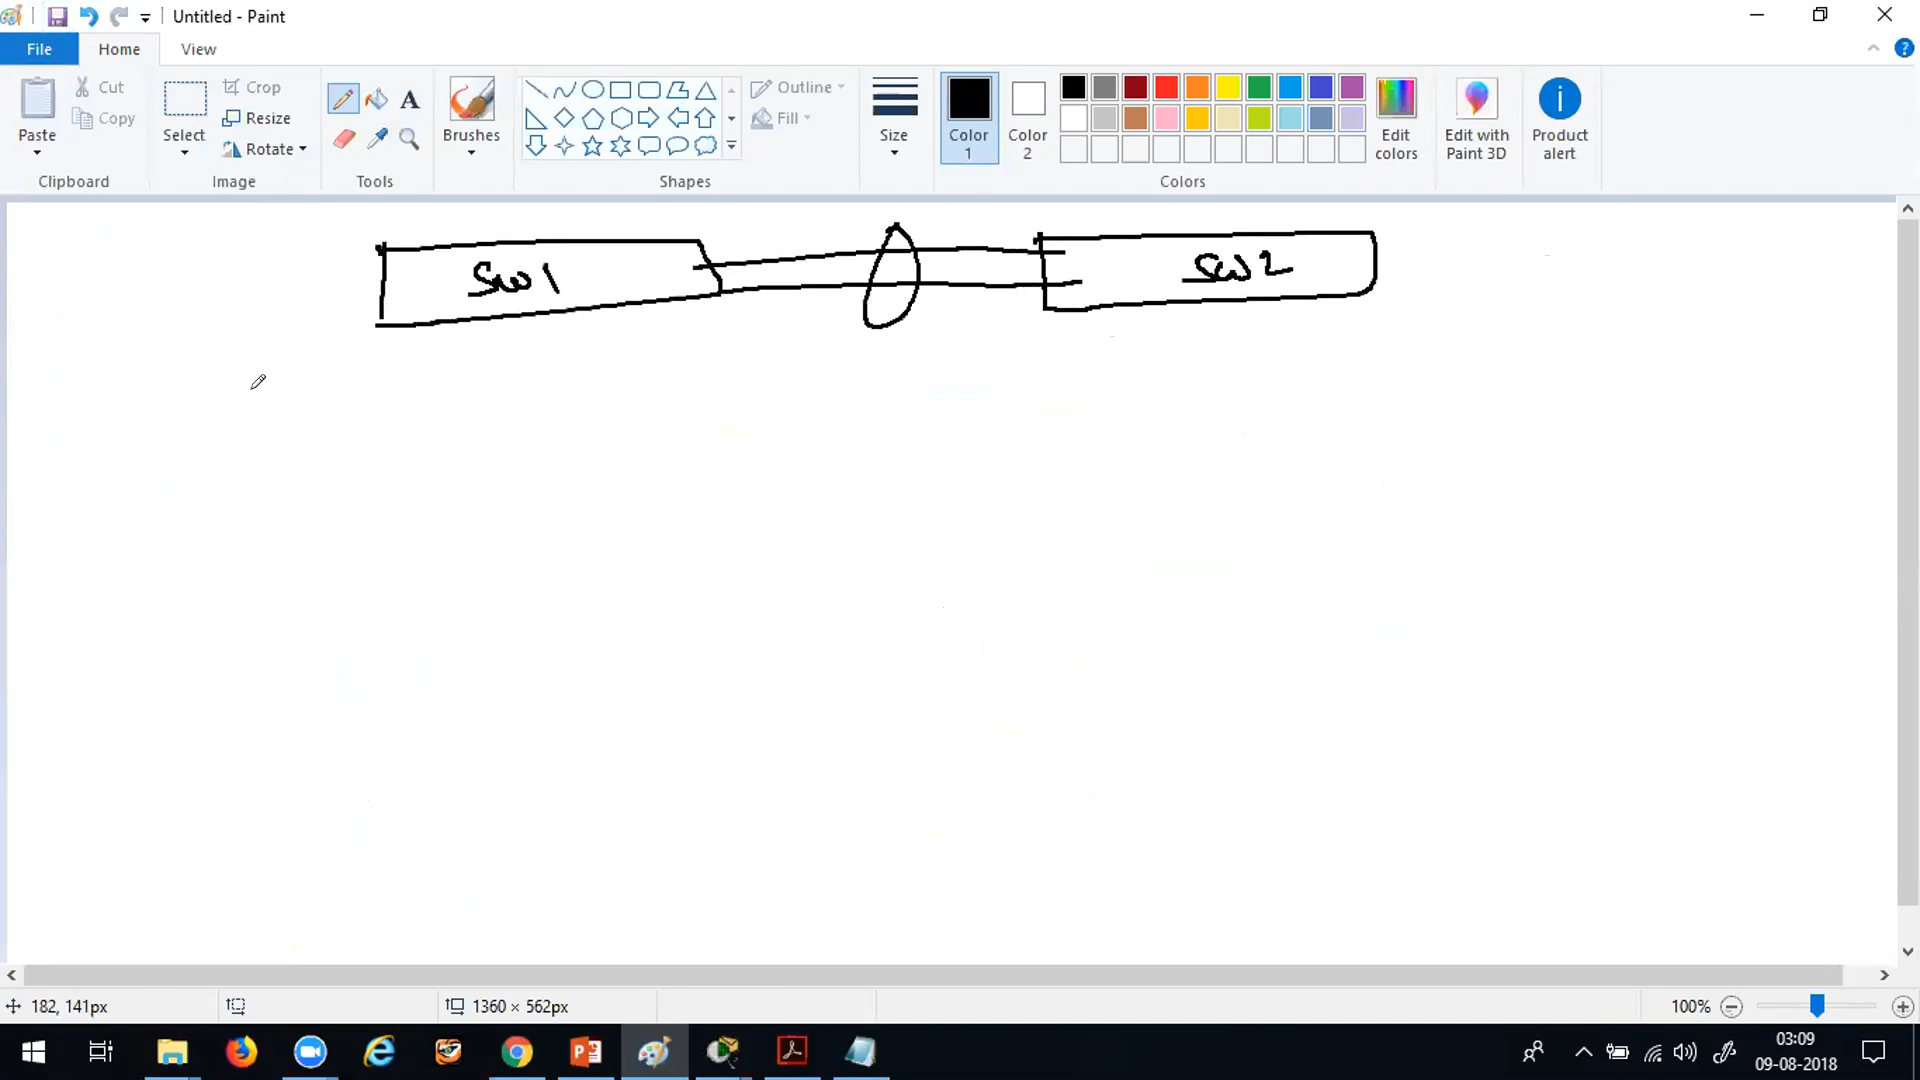 Untitled - Paint
File Home View
Paste
Cut
Copy
Clipboard
Select
Crop
Resize
Rotate
Image
A
Tools
Brushes
Shapes
Outline
Fill
Size
Color 1
Color 2
Colors
Edit colors
Edit with Paint 3D
Product alert
SW1
SW2
182, 141px
1360 × 562px
100%
03:09
09-08-2018